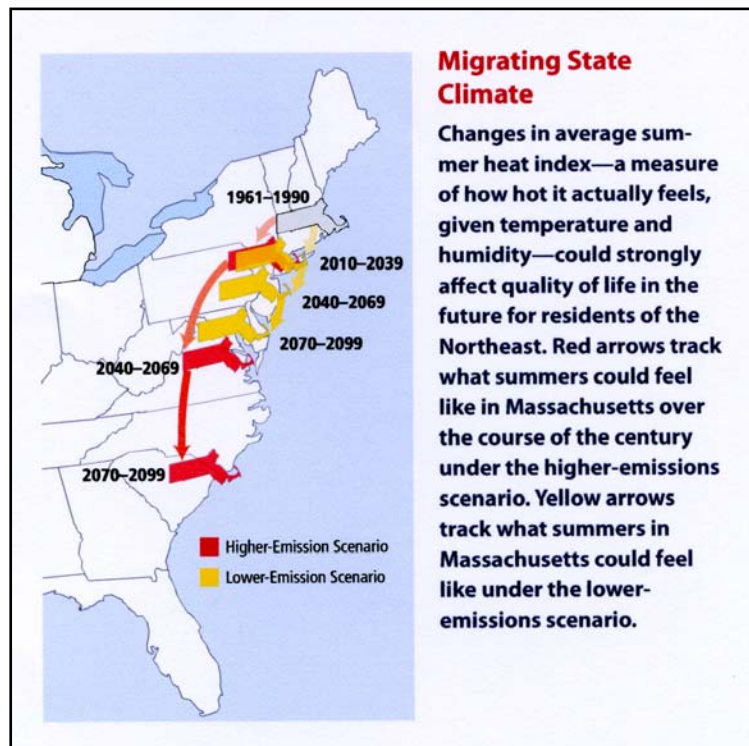 Migrating State
Climate
Changes in average sum-
mer heat index—a measure
of how hot it actually feels,
given temperature and
humidity—could strongly
affect quality of life in the
future for residents of the
Northeast. Red arrows track
what summers could feel
like in Massachusetts over
the course of the century
under the higher-emissions
scenario. Yellow arrows
track what summers in
Massachusetts could feel
like under the lower-
emissions scenario.
1961–1990
2010–2039
2040–2069
2070–2099
2040–2069
2070–2099
Higher-Emission Scenario
Lower-Emission Scenario